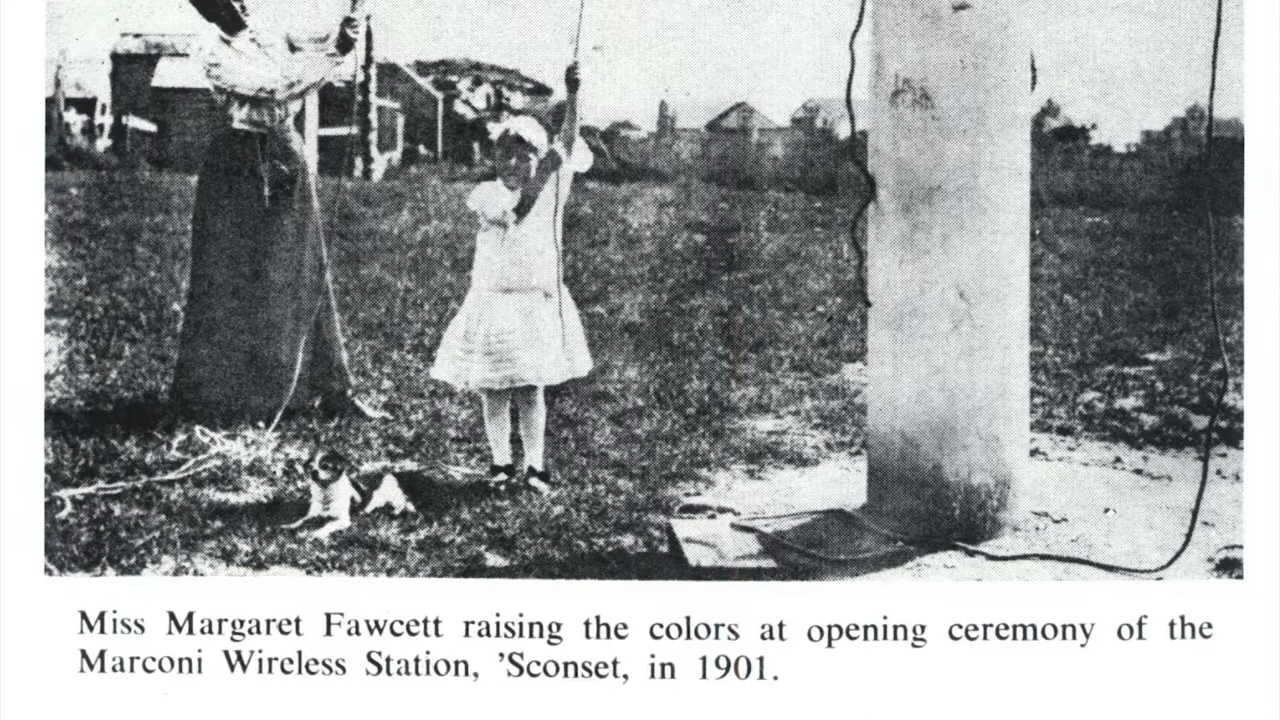 Miss Margaret Fawcett raising the colors at opening ceremony of the
Marconi Wireless Station, ’Sconset, in 1901.